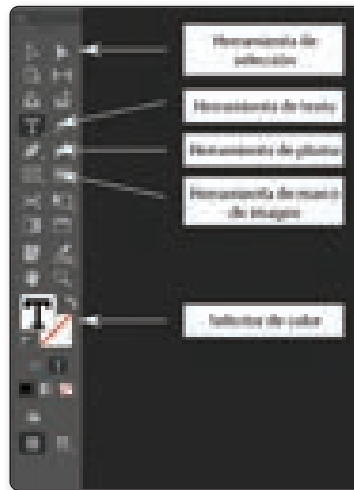 Herramienta de
selección
Herramienta de texto
Herramienta de pluma
Herramienta de marco
de imagen
T
T
Selector de color